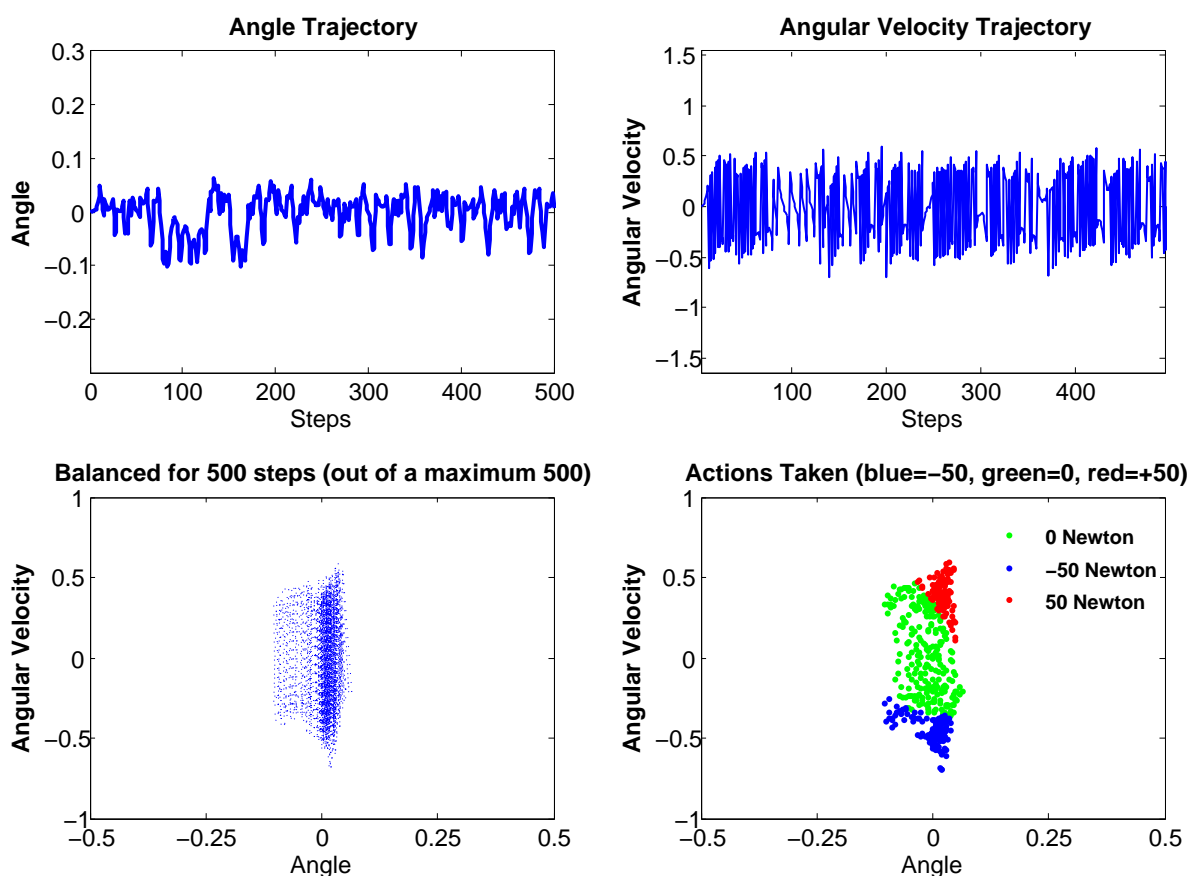 Angle Trajectory
0.3
0.2
0.1
0
−0.1
−0.2
Angle
0 100 200 300 400 500
Steps
Angular Velocity Trajectory
1.5
1
0.5
0
−0.5
−1
−1.5
Angular Velocity
100 200 300 400
Steps
Balanced for 500 steps (out of a maximum 500)
1
0.5
0
−0.5
−1
Angular Velocity
−0.5 −0.25 0 0.25 0.5
Angle
Actions Taken (blue=−50, green=0, red=+50)
1
0.5
0
−0.5
−1
Angular Velocity
0 Newton
−50 Newton
50 Newton
−0.5 −0.25 0 0.25 0.5
Angle